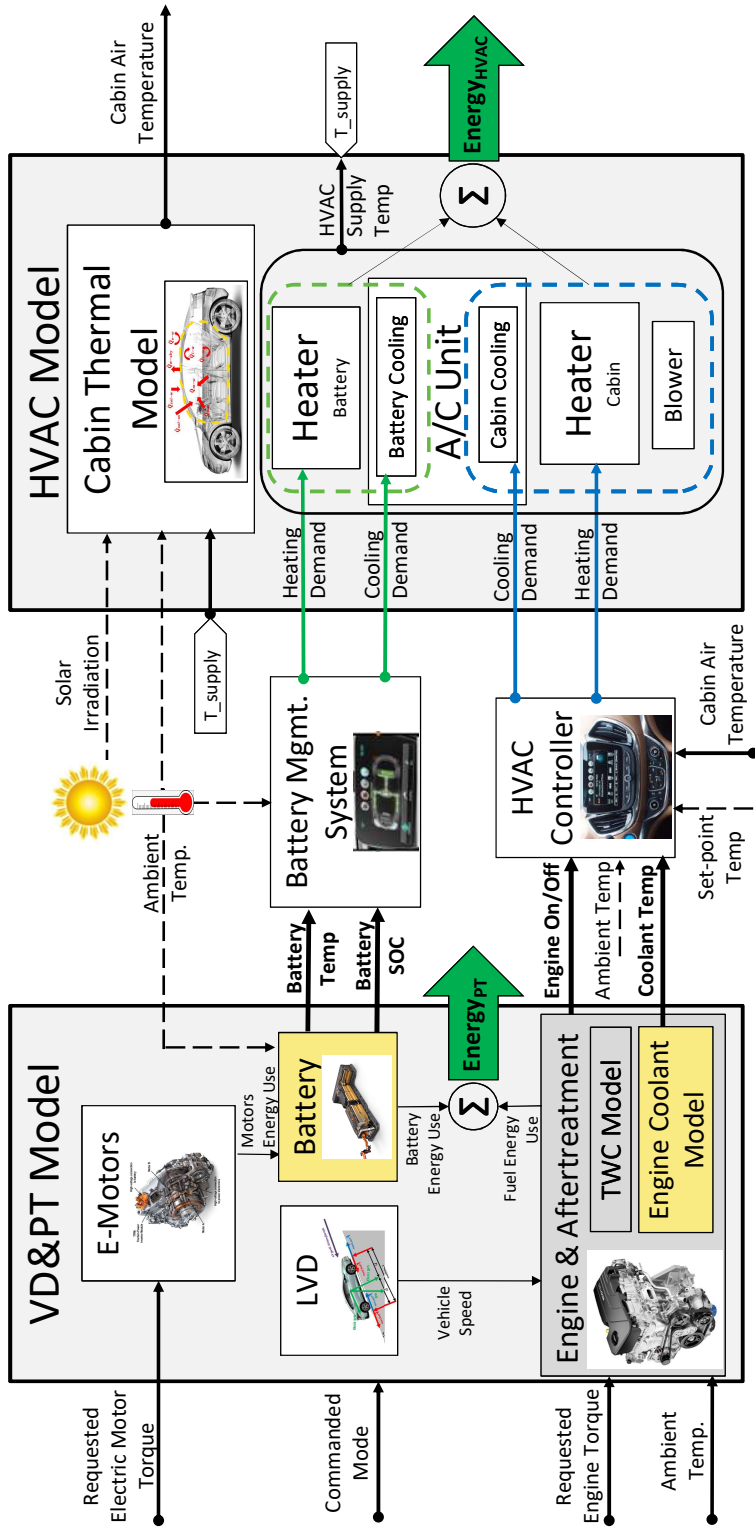 VD&PT Model
Requested
Electric Motor
Torque
Commanded
Mode
Requested
Engine Torque
Ambient
Temp.
E-Motors
Motors
Energy Use
LVD
Vehicle
Speed
Battery
Battery
Energy Use
Σ
Energy_PT
Fuel Energy
Use
Engine & Aftertreatment
TWC Model
Engine Coolant
Model
Ambient
Temp.
Solar
Irradiation
Battery
Temp
Battery
SOC
Battery Mgmt.
System
T_supply
Engine On/Off
Ambient Temp
Coolant Temp
HVAC
Controller
Set-point
Temp
Cabin Air
Temperature
Heating
Demand
Cooling
Demand
Cooling
Demand
Heating
Demand
HVAC Model
Cabin Thermal
Model
Heater
Battery
Battery Cooling
A/C Unit
Cabin Cooling
Heater
Cabin
Blower
HVAC
Supply
Temp
Σ
Cabin Air
Temperature
T_supply
Energy_HVAC